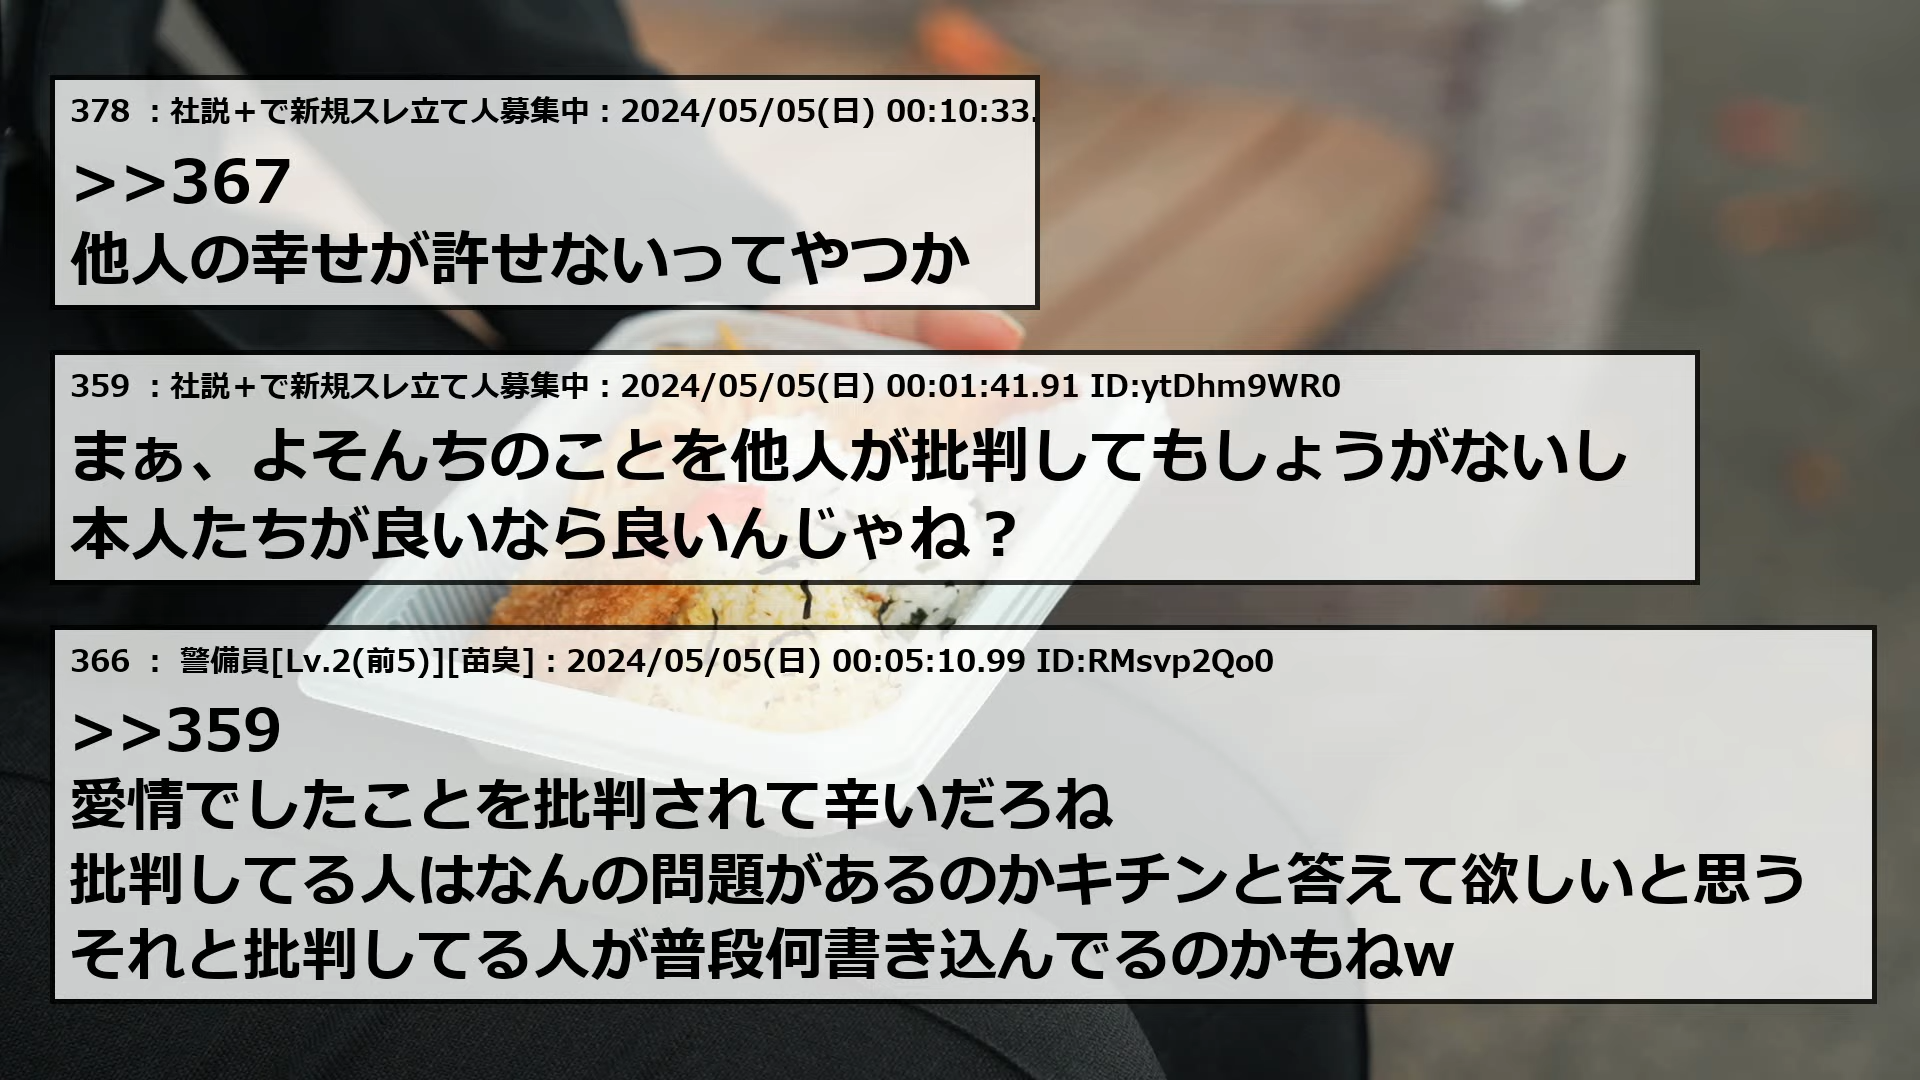 378 ：社説＋で新規スレ立て人募集中：2024/05/05(日) 00:10:33.
>>367
他人の幸せが許せないってやつか
359 ：社説＋で新規スレ立て人募集中：2024/05/05(日) 00:01:41.91 ID:ytDhm9WR0
まぁ、よそんちのことを他人が批判してもしょうがないし
本人たちが良いなら良いんじゃね？
366 ： 警備員[Lv.2(前5)][苗臭]：2024/05/05(日) 00:05:10.99 ID:RMsvp2Qo0
>>359
愛情でしたことを批判されて辛いだろね
批判してる人はなんの問題があるのかキチンと答えて欲しいと思う
それと批判してる人が普段何書き込んでるのかもねw